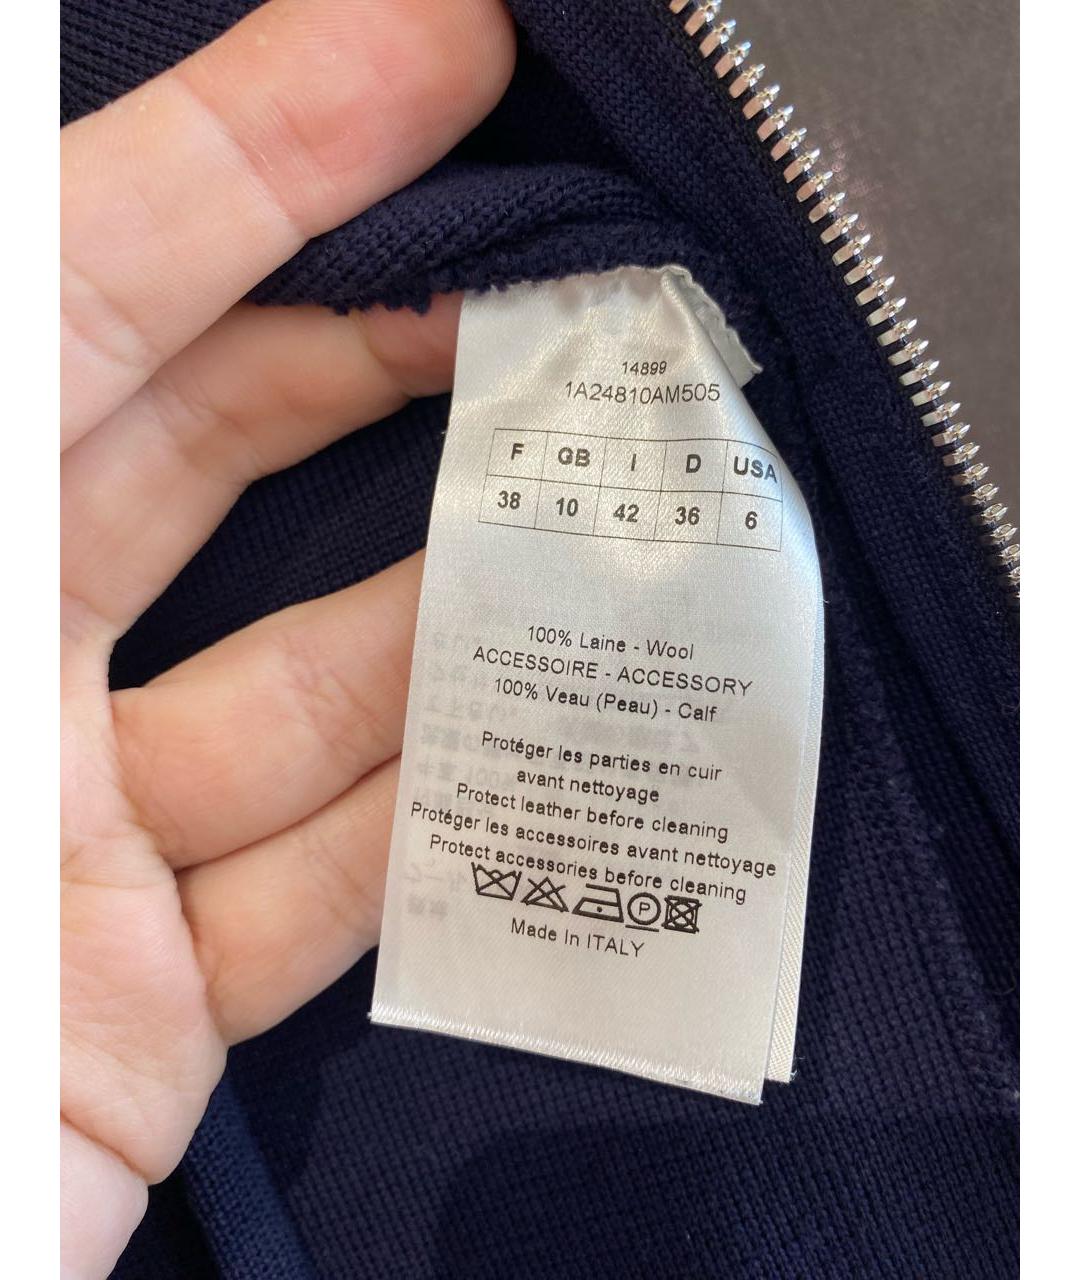 14899
1A24810AM505
F GB I D USA
38 10 42 36 6
100% Laine - Wool
ACCESSOIRE - ACCESSORY
100% Veau (Peau) - Calf
Protéger les parties en cuir
avant nettoyage
Protect leather before cleaning
Protéger les accessoires avant nettoyage
Protect accessories before cleaning
P
Made In ITALY